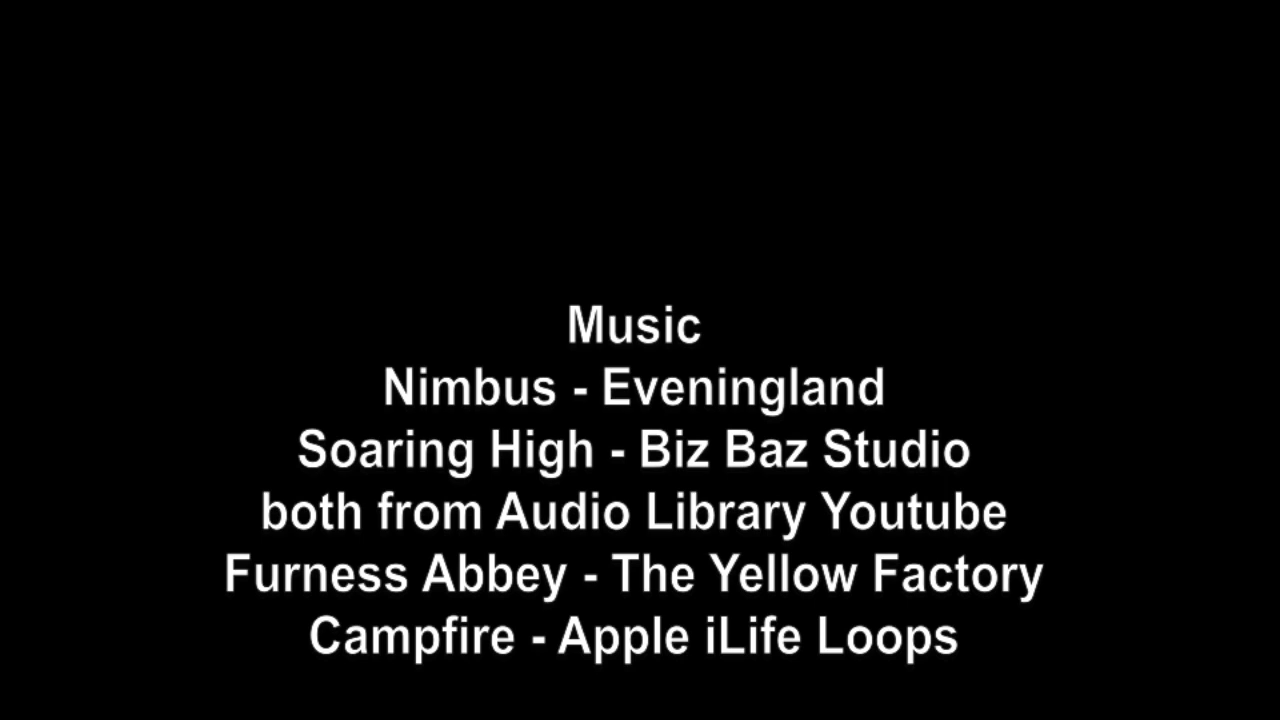 Music
Nimbus - Eveningland
Soaring High - Biz Baz Studio
both from Audio Library Youtube
Furness Abbey - The Yellow Factory
Campfire - Apple iLife Loops